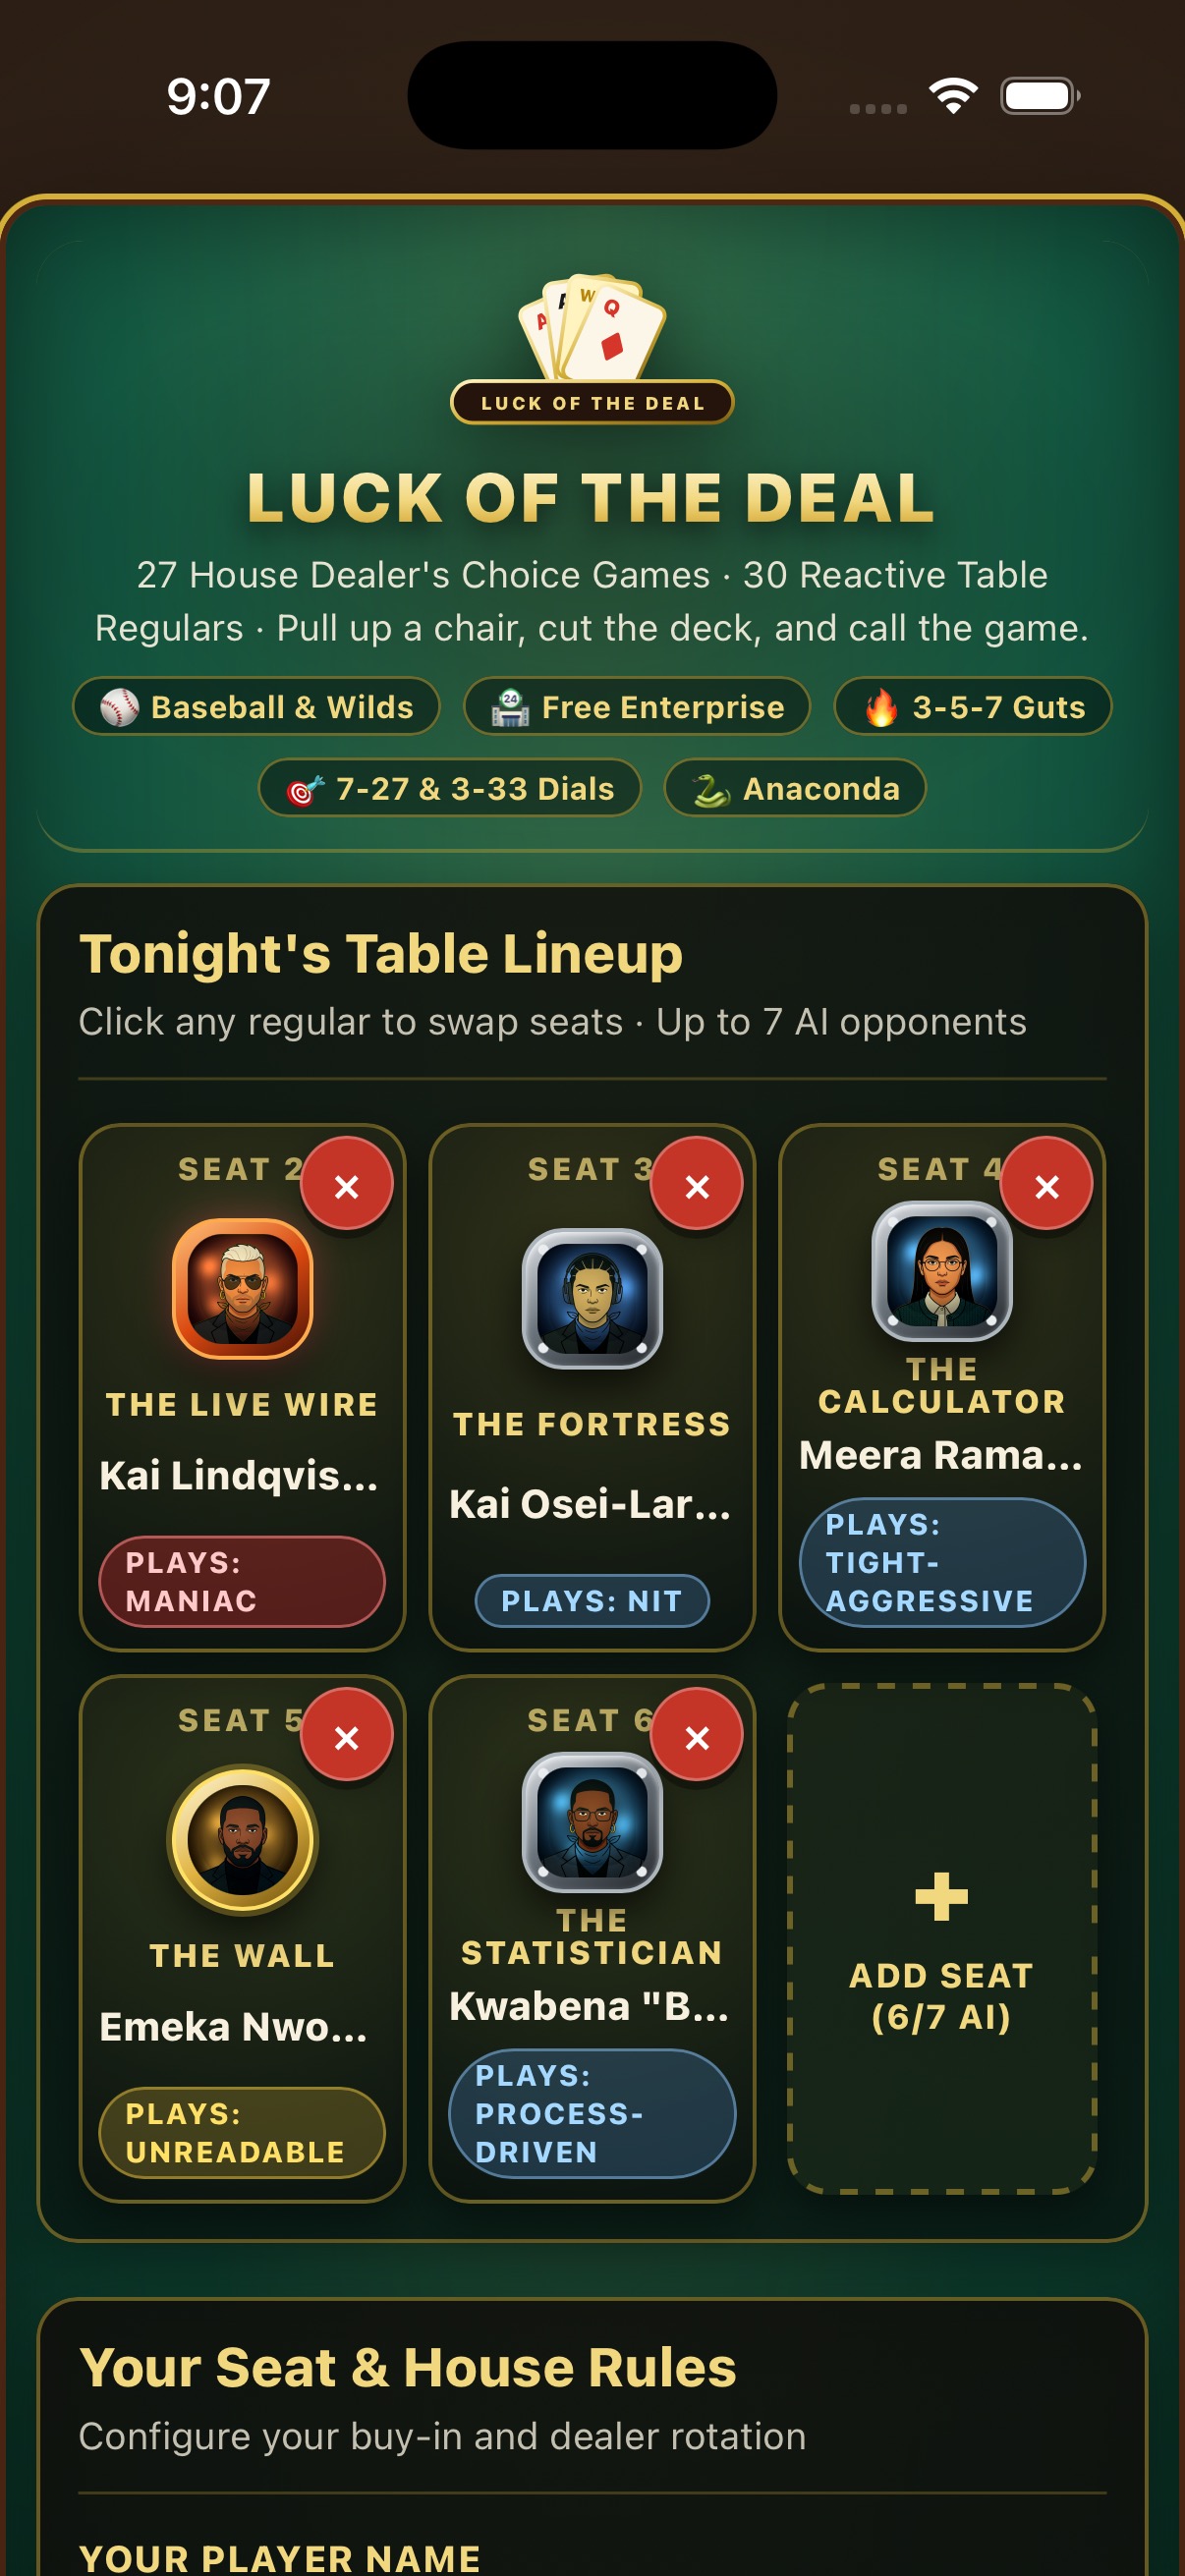 9:07
A
A
W
Q
LUCK OF THE DEAL
LUCK OF THE DEAL
27 House Dealer's Choice Games · 30 Reactive Table
Regulars · Pull up a chair, cut the deck, and call the game.
Baseball & Wilds
24
Free Enterprise
3-5-7 Guts
7-27 & 3-33 Dials
Anaconda
Tonight's Table Lineup
Click any regular to swap seats · Up to 7 AI opponents
SEAT 2
×
THE LIVE WIRE
Kai Lindqvis...
PLAYS:
MANIAC
SEAT 3
×
THE FORTRESS
Kai Osei-Lar...
PLAYS: NIT
SEAT 4
×
THE
CALCULATOR
Meera Rama...
PLAYS:
TIGHT-
AGGRESSIVE
SEAT 5
×
THE WALL
Emeka Nwo...
PLAYS:
UNREADABLE
SEAT 6
×
THE
STATISTICIAN
Kwabena "B...
PLAYS:
PROCESS-
DRIVEN
+
ADD SEAT
(6/7 AI)
Your Seat & House Rules
Configure your buy-in and dealer rotation
YOUR PLAYER NAME